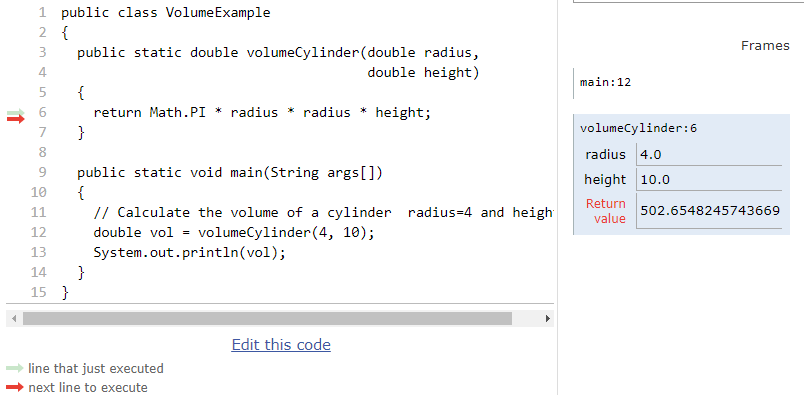 1 public class VolumeExample
2 {
3 public static double volumeCylinder(double radius,
4 double height)
5 {
6 return Math.PI * radius * radius * height;
7 }
8
9 public static void main(String args[])
10 {
11 // Calculate the volume of a cylinder  radius=4 and heigh
12 double vol = volumeCylinder(4, 10);
13 System.out.println(vol);
14 }
15 }
Edit this code
line that just executed
next line to execute
Frames
main:12
volumeCylinder:6
radius 4.0
height 10.0
Return
value 502.6548245743669